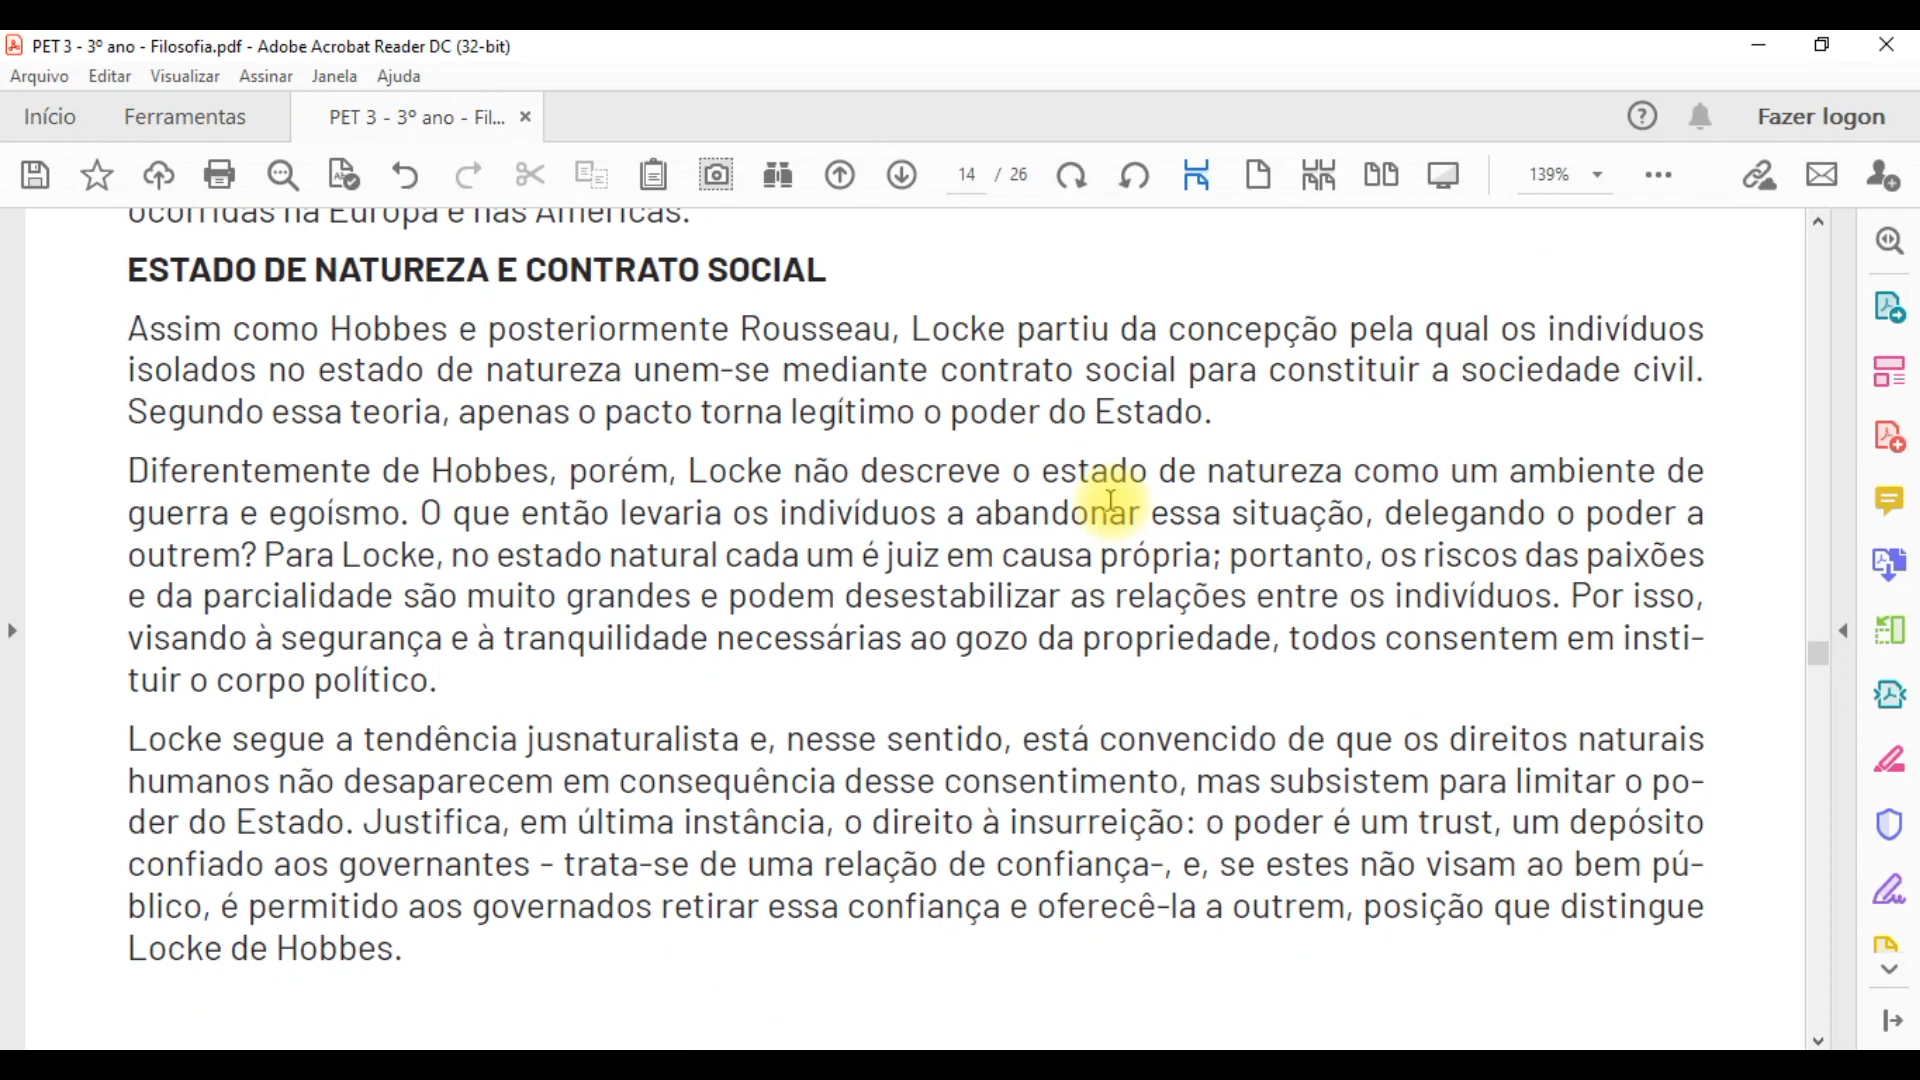 PET 3 - 3º ano - Filosofia.pdf - Adobe Acrobat Reader DC (32-bit)
Arquivo Editar Visualizar Assinar Janela Ajuda
Início Ferramentas PET 3 - 3º ano - Fil... × Fazer logon
14 / 26 139%
ocorridas na Europa e nas Américas.
ESTADO DE NATUREZA E CONTRATO SOCIAL
Assim como Hobbes e posteriormente Rousseau, Locke partiu da concepção pela qual os indivíduos
isolados no estado de natureza unem-se mediante contrato social para constituir a sociedade civil.
Segundo essa teoria, apenas o pacto torna legítimo o poder do Estado.
Diferentemente de Hobbes, porém, Locke não descreve o estado de natureza como um ambiente de
guerra e egoísmo. O que então levaria os indivíduos a abandonar essa situação, delegando o poder a
outrem? Para Locke, no estado natural cada um é juiz em causa própria; portanto, os riscos das paixões
e da parcialidade são muito grandes e podem desestabilizar as relações entre os indivíduos. Por isso,
visando à segurança e à tranquilidade necessárias ao gozo da propriedade, todos consentem em insti-
tuir o corpo político.
Locke segue a tendência jusnaturalista e, nesse sentido, está convencido de que os direitos naturais
humanos não desaparecem em consequência desse consentimento, mas subsistem para limitar o po-
der do Estado. Justifica, em última instância, o direito à insurreição: o poder é um trust, um depósito
confiado aos governantes - trata-se de uma relação de confiança-, e, se estes não visam ao bem pú-
blico, é permitido aos governados retirar essa confiança e oferecê-la a outrem, posição que distingue
Locke de Hobbes.